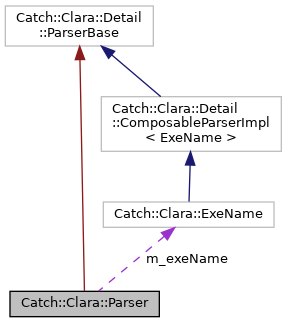 Catch::Clara::Detail
::ParserBase
Catch::Clara::Detail
::ComposableParserImpl
< ExeName >
Catch::Clara::ExeName
m_exeName
Catch::Clara::Parser